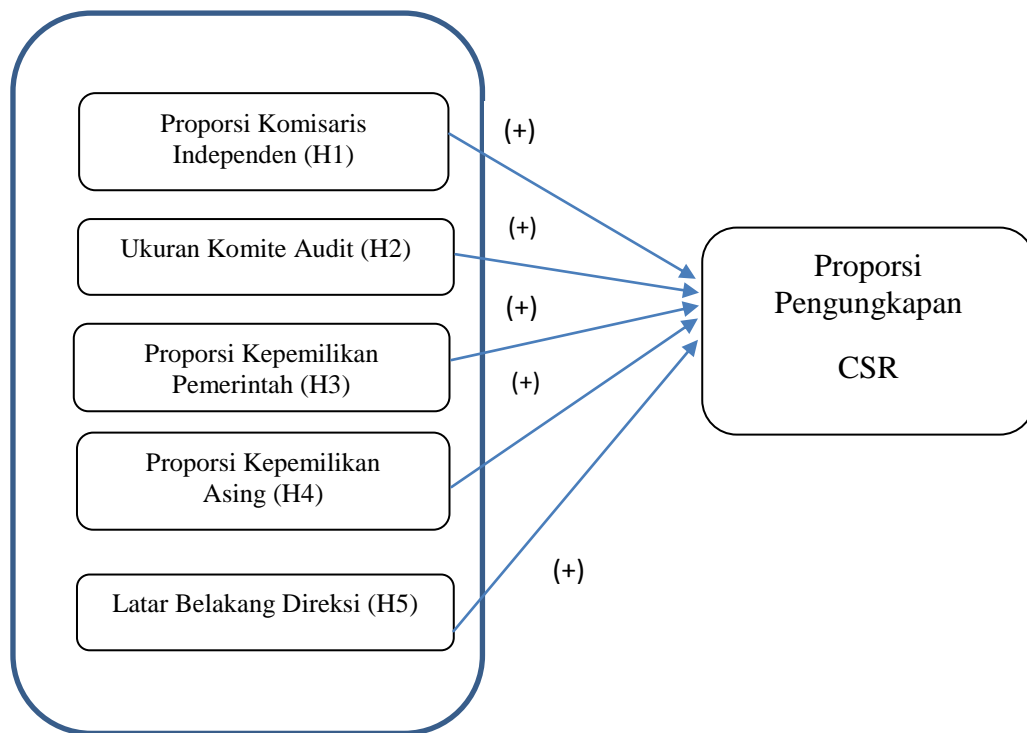 Proporsi Komisaris
Independen (H1)
(+)
Ukuran Komite Audit (H2)
(+)
Proporsi Kepemilikan
Pemerintah (H3)
(+)
Proporsi Kepemilikan
Asing (H4)
(+)
Latar Belakang Direksi (H5)
(+)
Proporsi
Pengungkapan
CSR